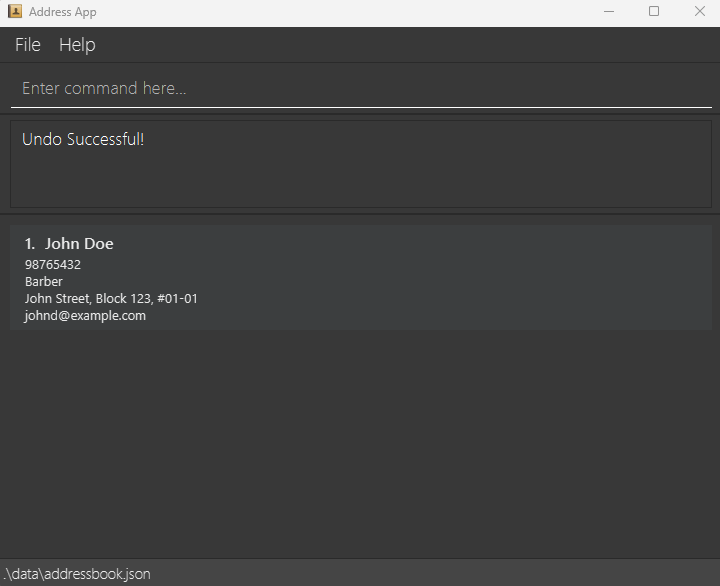 Address App
File Help
Enter command here...
Undo Successful!
1. John Doe
98765432
Barber
John Street, Block 123, #01-01
johnd@example.com
.\data\addressbook.json